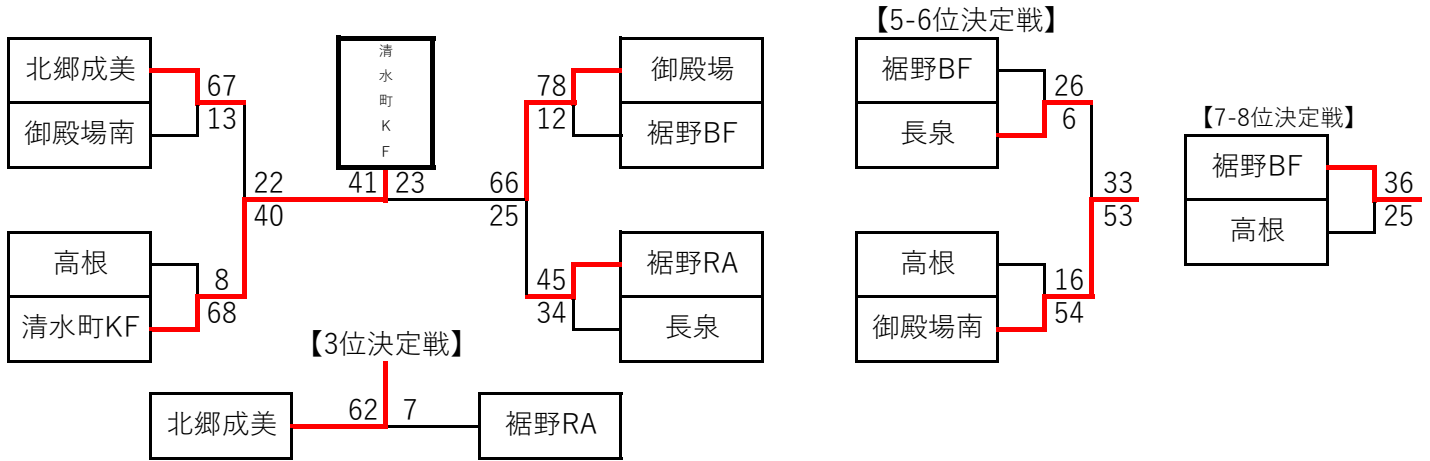 北郷成美
67
13
御殿場南
22
40
高根
8
68
清水町KF
清水町KF
41 23
御殿場
78
12
裾野BF
66
25
裾野RA
45
34
長泉
【3位決定戦】
北郷成美
62 7
裾野RA
【5-6位決定戦】
裾野BF
26
6
長泉
33
53
高根
16
54
御殿場南
【7-8位決定戦】
裾野BF
36
25
高根